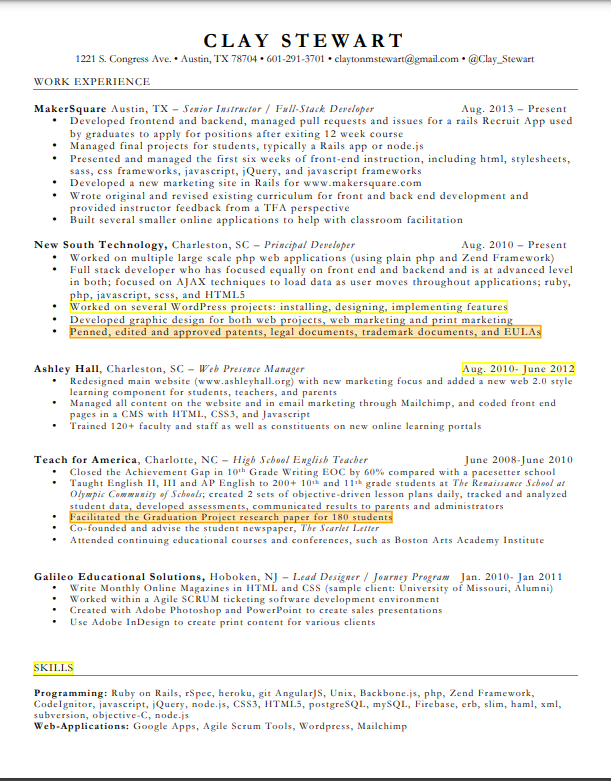 CLAY STEWART
1221 S. Congress Ave. • Austin, TX 78704 • 601-291-3701 • claytonmstewart@gmail.com • @Clay_Stewart
WORK EXPERIENCE
MakerSquare Austin, TX – Senior Instructor / Full-Stack Developer Aug. 2013 – Present
• Developed frontend and backend, managed pull requests and issues for a rails Recruit App used
by graduates to apply for positions after exiting 12 week course
• Managed final projects for students, typically a Rails app or node.js
• Presented and managed the first six weeks of front-end instruction, including html, stylesheets,
sass, css frameworks, javascript, jQuery, and javascript frameworks
• Developed a new marketing site in Rails for www.makersquare.com
• Wrote original and revised existing curriculum for front and back end development and
provided instructor feedback from a TFA perspective
• Built several smaller online applications to help with classroom facilitation
New South Technology, Charleston, SC – Principal Developer Aug. 2010 – Present
• Worked on multiple large scale php web applications (using plain php and Zend Framework)
• Full stack developer who has focused equally on front end and backend and is at advanced level
in both; focused on AJAX techniques to load data as user moves throughout applications; ruby,
php, javascript, scss, and HTML5
• Worked on several WordPress projects: installing, designing, implementing features
• Developed graphic design for both web projects, web marketing and print marketing
• Penned, edited and approved patents, legal documents, trademark documents, and EULAs
Ashley Hall, Charleston, SC – Web Presence Manager Aug. 2010- June 2012
• Redesigned main website (www.ashleyhall.org) with new marketing focus and added a new web 2.0 style
learning component for students, teachers, and parents
• Managed all content on the website and in email marketing through Mailchimp, and coded front end
pages in a CMS with HTML, CSS3, and Javascript
• Trained 120+ faculty and staff as well as constituents on new online learning portals
Teach for America, Charlotte, NC – High School English Teacher June 2008-June 2010
• Closed the Achievement Gap in 10th Grade Writing EOC by 60% compared with a pacesetter school
• Taught English II, III and AP English to 200+ 10th and 11th grade students at The Renaissance School at
Olympic Community of Schools; created 2 sets of objective-driven lesson plans daily, tracked and analyzed
student data, developed assessments, communicated results to parents and administrators
• Facilitated the Graduation Project research paper for 180 students
• Co-founded and advise the student newspaper, The Scarlet Letter
• Attended continuing educational courses and conferences, such as Boston Arts Academy Institute
Galileo Educational Solutions, Hoboken, NJ – Lead Designer / Journey Program Jan. 2010- Jan 2011
• Write Monthly Online Magazines in HTML and CSS (sample client: University of Missouri, Alumni)
• Worked within a Agile SCRUM ticketing software development environment
• Created with Adobe Photoshop and PowerPoint to create sales presentations
• Use Adobe InDesign to create print content for various clients
SKILLS
Programming: Ruby on Rails, rSpec, heroku, git AngularJS, Unix, Backbone.js, php, Zend Framework,
CodeIgnitor, javascript, jQuery, node.js, CSS3, HTML5, postgreSQL, mySQL, Firebase, erb, slim, haml, xml,
subversion, objective-C, node.js
Web-Applications: Google Apps, Agile Scrum Tools, Wordpress, Mailchimp